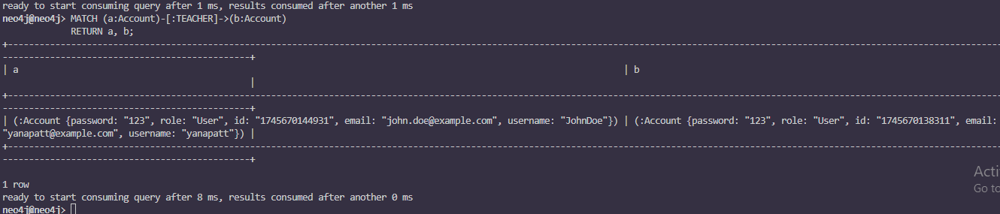 ready to start consuming query after 1 ms, results consumed after another 1 ms
neo4j@neo4j> MATCH (a:Account)-[:TEACHER]->(b:Account)
RETURN a, b;
+-----------------------------------------------------------------------------------------------------------------------------------------------------------------------------------------
-----------------------------------------------+
| a | b
|
+-----------------------------------------------------------------------------------------------------------------------------------------------------------------------------------------
-----------------------------------------------+
| (:Account {password: "123", role: "User", id: "1745670144931", email: "john.doe@example.com", username: "JohnDoe"}) | (:Account {password: "123", role: "User", id: "1745670138311", email:
"yanapatt@example.com", username: "yanapatt"}) |
+-----------------------------------------------------------------------------------------------------------------------------------------------------------------------------------------
-----------------------------------------------+
1 row
ready to start consuming query after 8 ms, results consumed after another 0 ms
neo4j@neo4j>
Acti
Go to